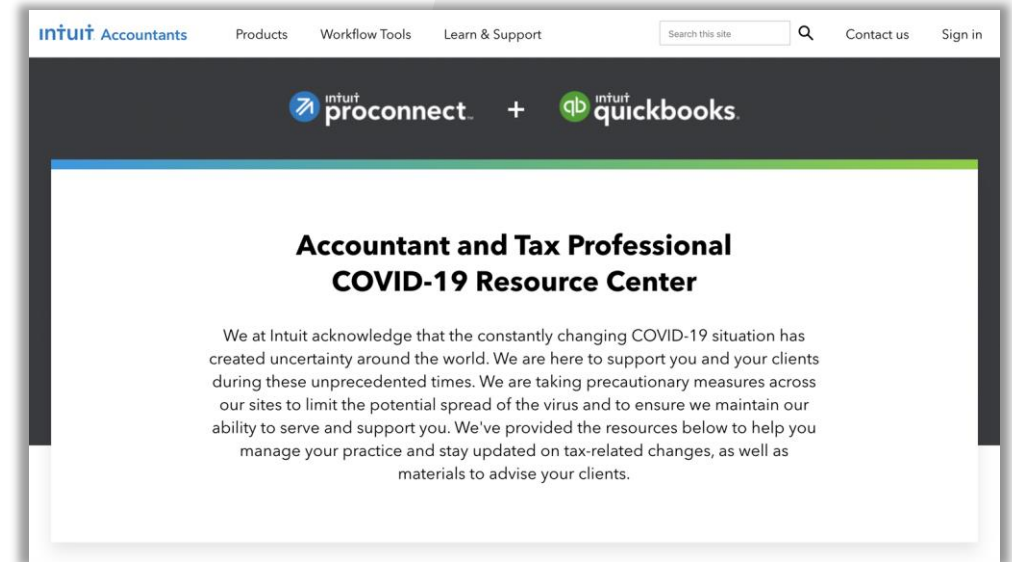 ıntuıt Accountants Products Workflow Tools Learn & Support Search this site Contact us Sign in
ıntuıt proconnect™ + qb ıntuıt quickbooks.
Accountant and Tax Professional
COVID-19 Resource Center
We at Intuit acknowledge that the constantly changing COVID-19 situation has
created uncertainty around the world. We are here to support you and your clients
during these unprecedented times. We are taking precautionary measures across
our sites to limit the potential spread of the virus and to ensure we maintain our
ability to serve and support you. We've provided the resources below to help you
manage your practice and stay updated on tax-related changes, as well as
materials to advise your clients.